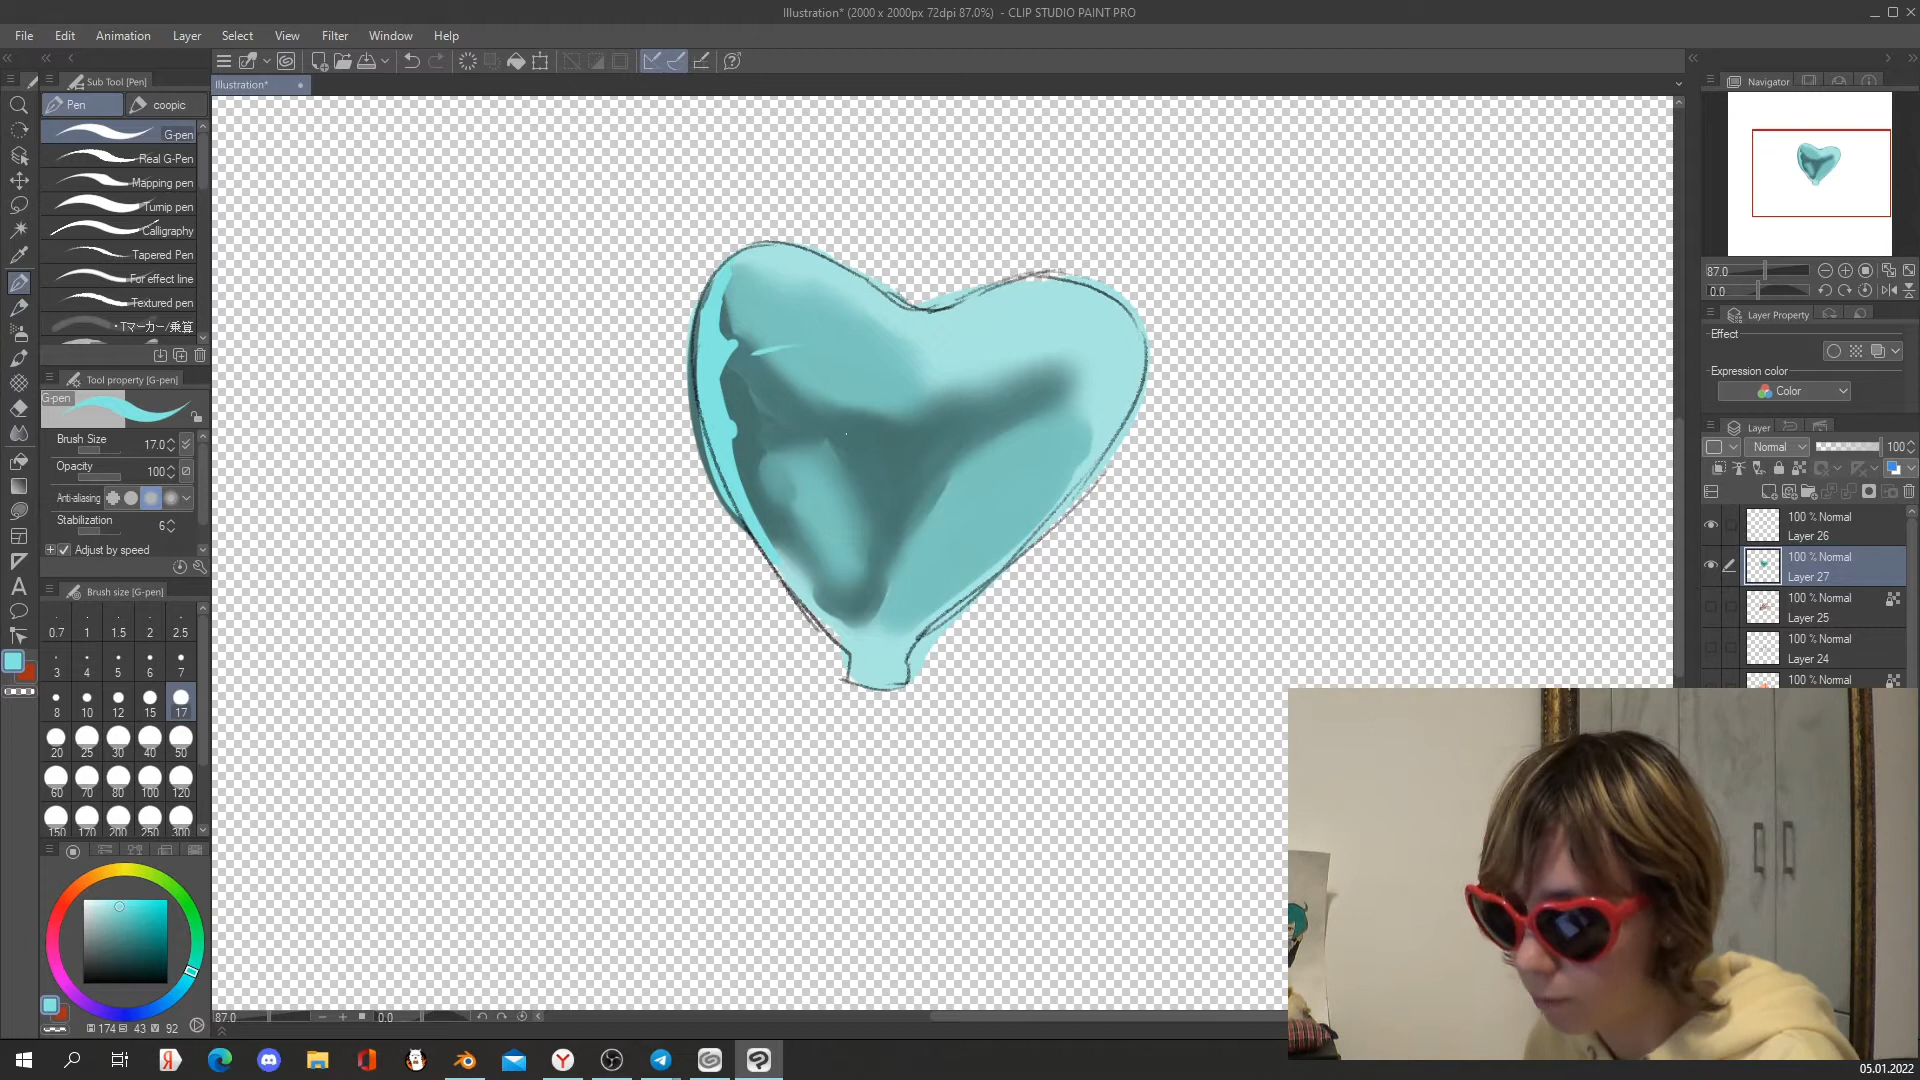 Illustration* (2000 x 2000px 72dpi 87.0%) - CLIP STUDIO PAINT PRO
File Edit Animation Layer Select View Filter Window Help
Sub Tool [Pen]
Pen
coopic
G-pen
Real G-Pen
Mapping pen
Turnip pen
Calligraphy
Tapered Pen
For effect line
Textured pen
・Tマーカー/乗算
Tool property [G-pen]
G-pen
Brush Size 17.0
Opacity 100
Anti-aliasing
Stabilization 6
Adjust by speed
Brush size [G-pen]
0.7 1 1.5 2 2.5
3 4 5 6 7
8 10 12 15 17
20 25 30 40 50
60 70 80 100 120
150 170 200 250 300
174 43 92
Illustration*
87.0 0.0
Navigator
87.0
0.0
Layer Property
Effect
Expression color
Color
Layer
Normal 100
100 % Normal
Layer 26
100 % Normal
Layer 27
100 % Normal
Layer 25
100 % Normal
Layer 24
100 % Normal
05.01.2022